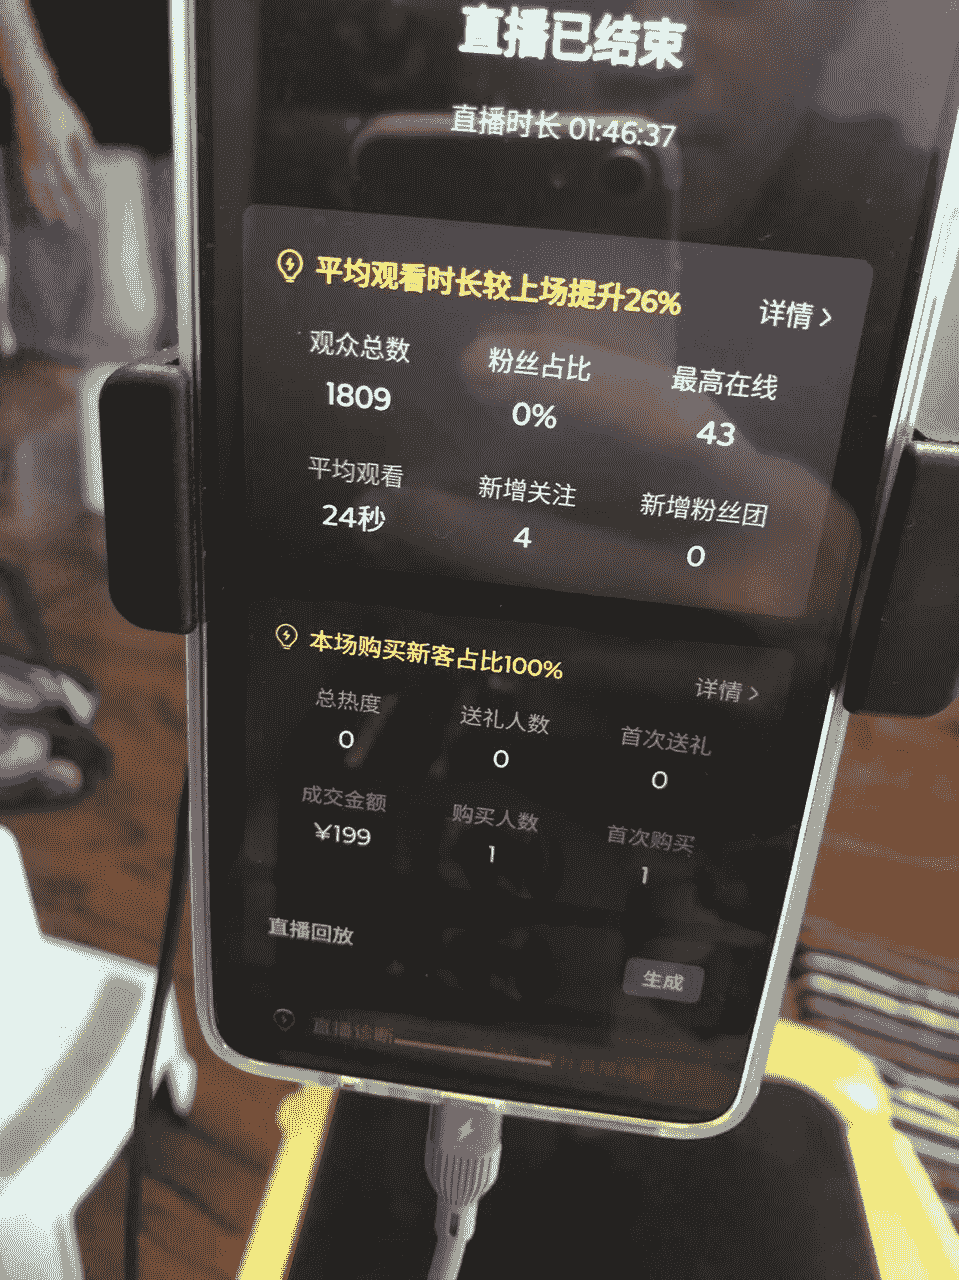 直播已结束
直播时长 01:46:37
平均观看时长较上场提升26% 详情 >
观众总数 粉丝占比 最高在线
1809 0% 43
平均观看 新增关注 新增粉丝团
24秒 4 0
本场购买新客占比100% 详情 >
总热度 送礼人数 首次送礼
0 0 0
成交金额 购买人数 首次购买
¥199 1 1
直播回放
生成
直播诊断